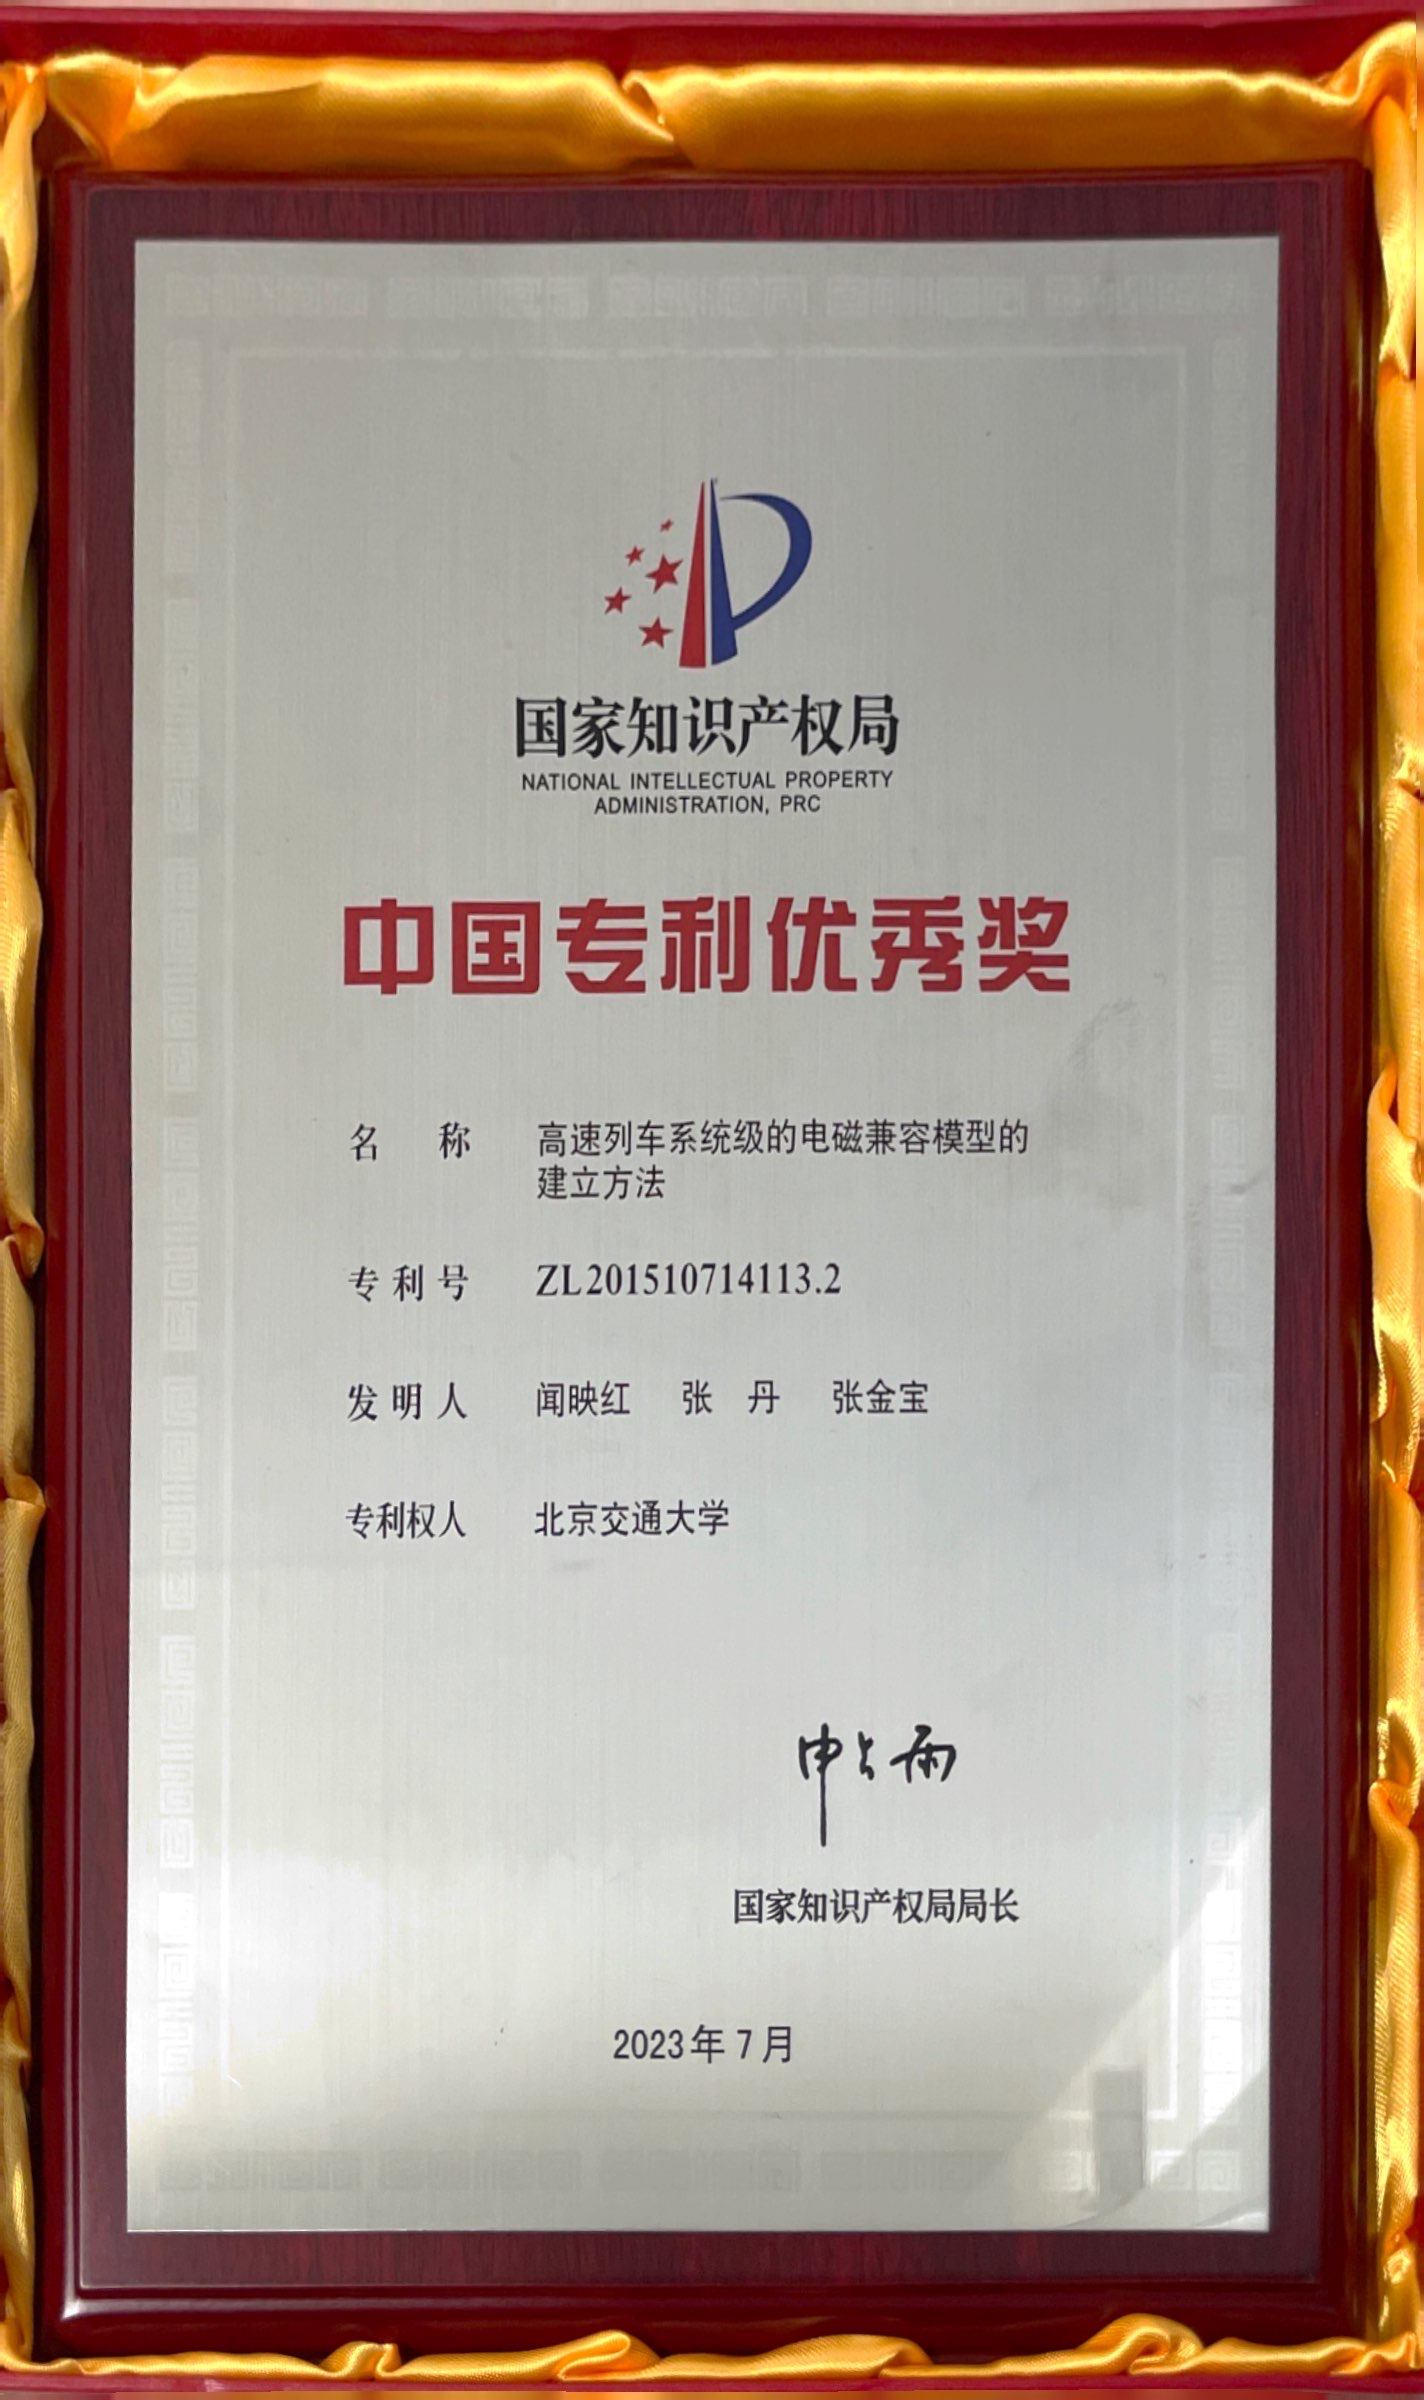 国家知识产权局
NATIONAL INTELLECTUAL PROPERTY
ADMINISTRATION, PRC
中国专利优秀奖
名 称 高速列车系统级的电磁兼容模型的
建立方法
专利号 ZL201510714113.2
发明人 闻映红 张 丹 张金宝
专利权人 北京交通大学
申长雨
国家知识产权局局长
2023年7月